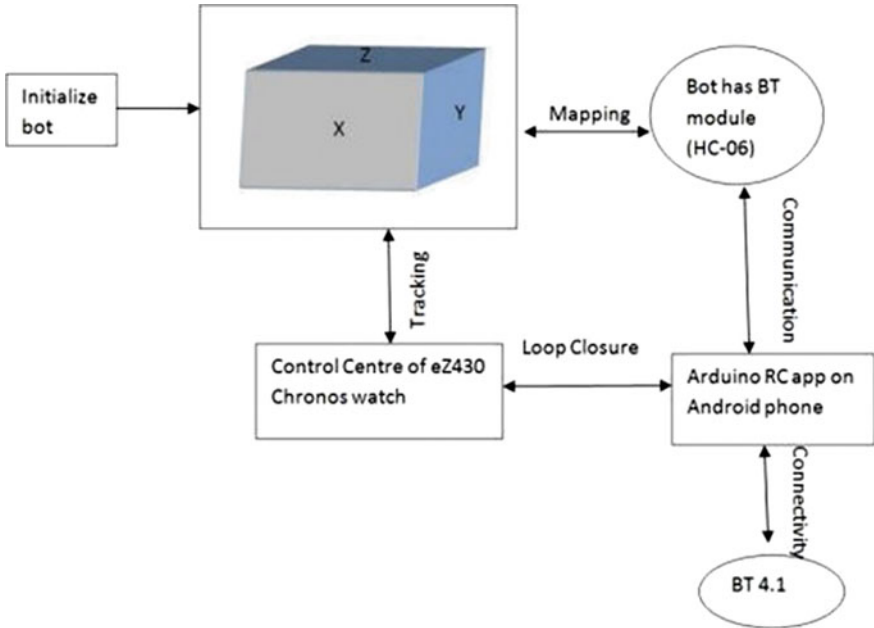 Initialize
bot
Z
X
Y
Mapping
Bot has BT
module
(HC-06)
Tracking
Communication
Control Centre of eZ430
Chronos watch
Loop Closure
Arduino RC app on
Android phone
Connectivity
BT 4.1